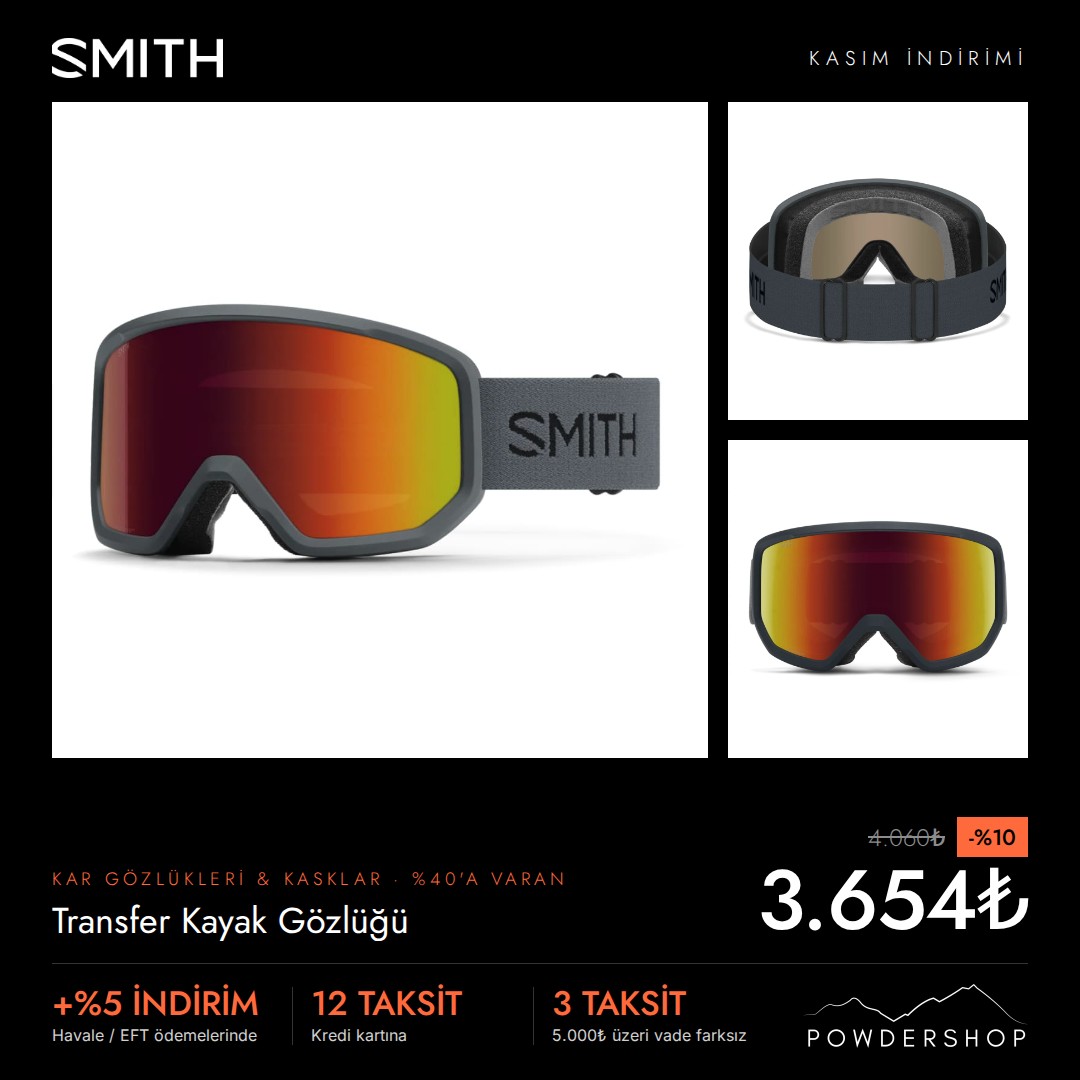 SMITH
KASIM İNDİRİMİ
SMITH
SMITH
4.060₺
-%10
KAR GÖZLÜKLERİ & KASKLAR · %40'A VARAN
3.654₺
Transfer Kayak Gözlüğü
+%5 İNDİRİM
Havale / EFT ödemelerinde
12 TAKSİT
Kredi kartına
3 TAKSİT
5.000₺ üzeri vade farksız
POWDERSHOP